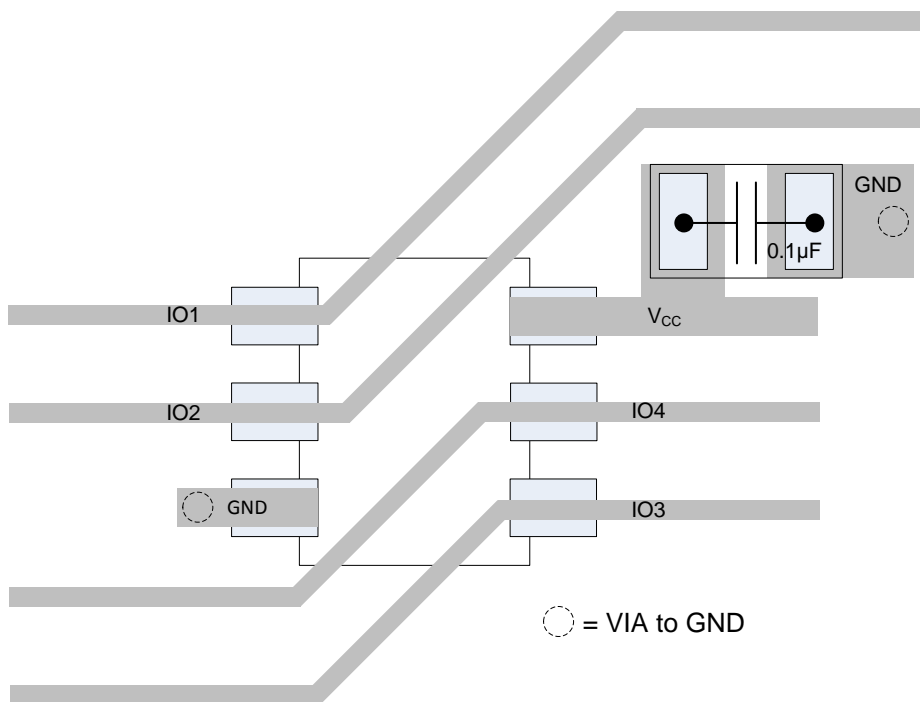 GND
0.1µF
IO1
VCC
IO2
IO4
GND
IO3
= VIA to GND